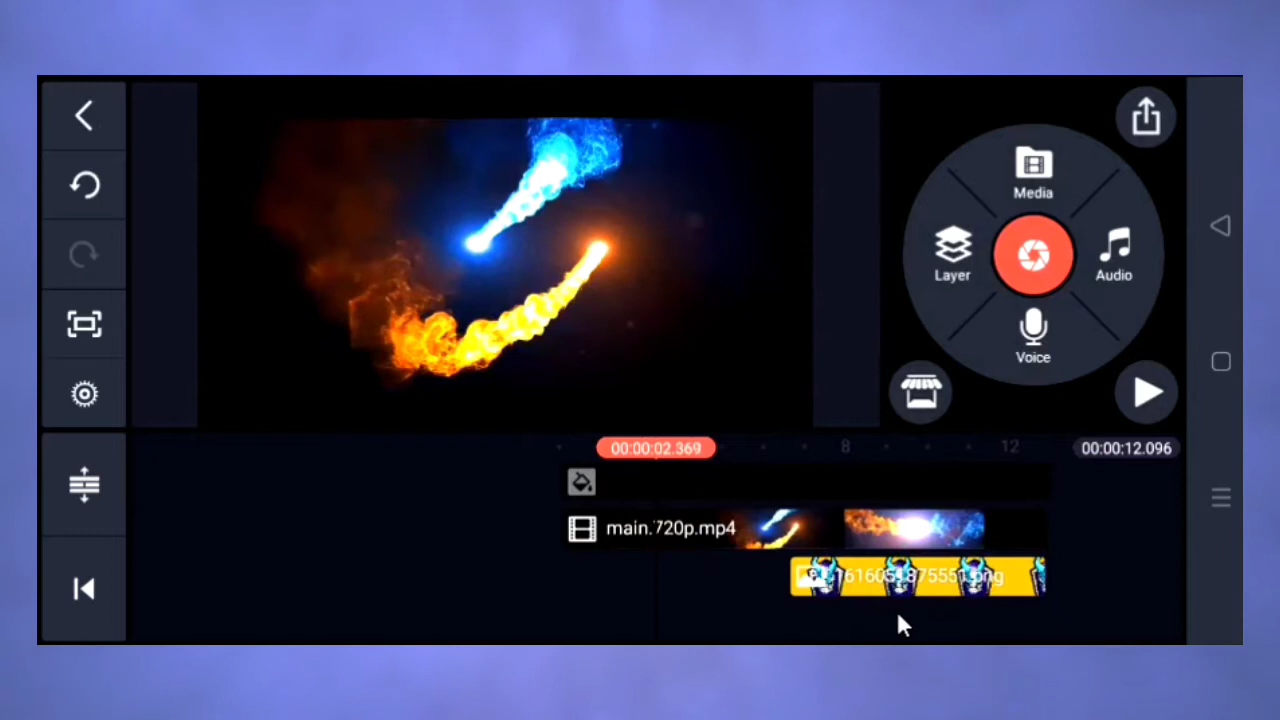 Media
Layer
Audio
Voice
00:00:02.369
8
12
00:00:12.096
main.720p.mp4